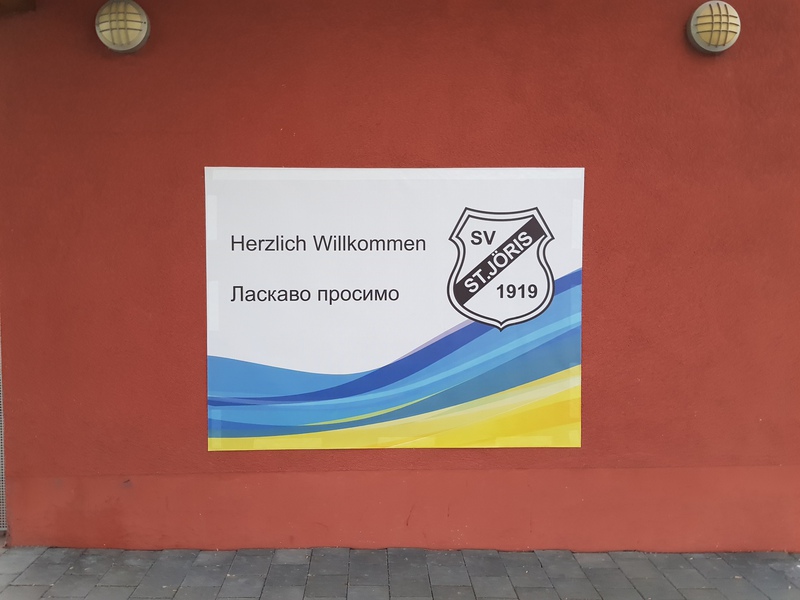 Herzlich Willkommen
Ласкаво просимо
SV
ST.JÖRIS
1919